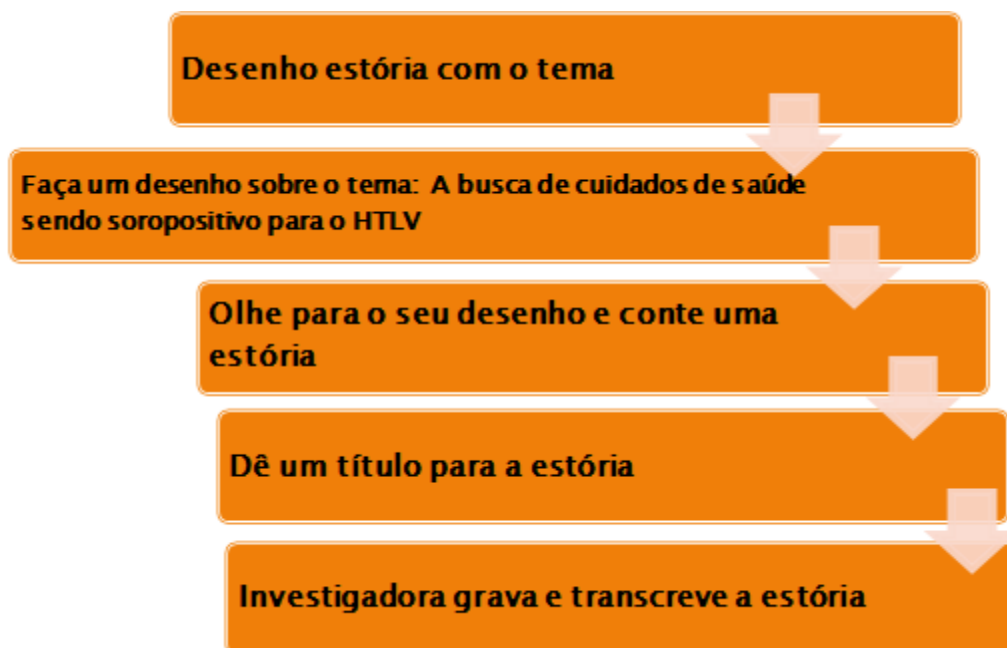 Desenho estória com o tema
Faça um desenho sobre o tema: A busca de cuidados de saúde
sendo soropositivo para o HTLV
Olhe para o seu desenho e conte uma
estória
Dê um título para a estória
Investigadora grava e transcreve a estória